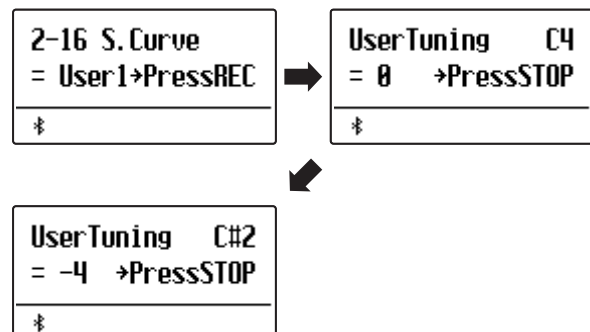 2-16 S.Curve
= User1→PressREC
UserTuning C4
= 0 →PressSTOP
UserTuning C#2
= -4 →PressSTOP